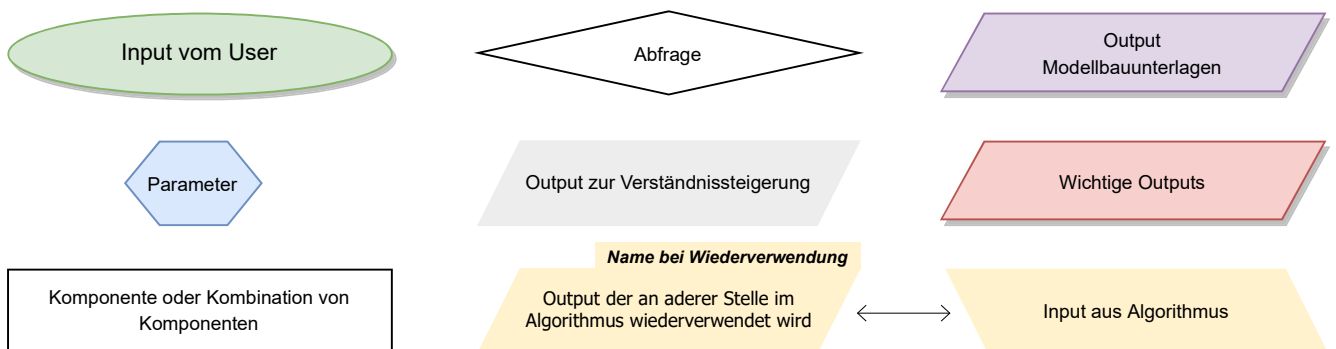 Input vom User
Abfrage
Output
Modellbauunterlagen
Parameter
Output zur Verständnissteigerung
Wichtige Outputs
Komponente oder Kombination von
Komponenten
Name bei Wiederverwendung
Output der an aderer Stelle im
Algorithmus wiederverwendet wird
Input aus Algorithmus